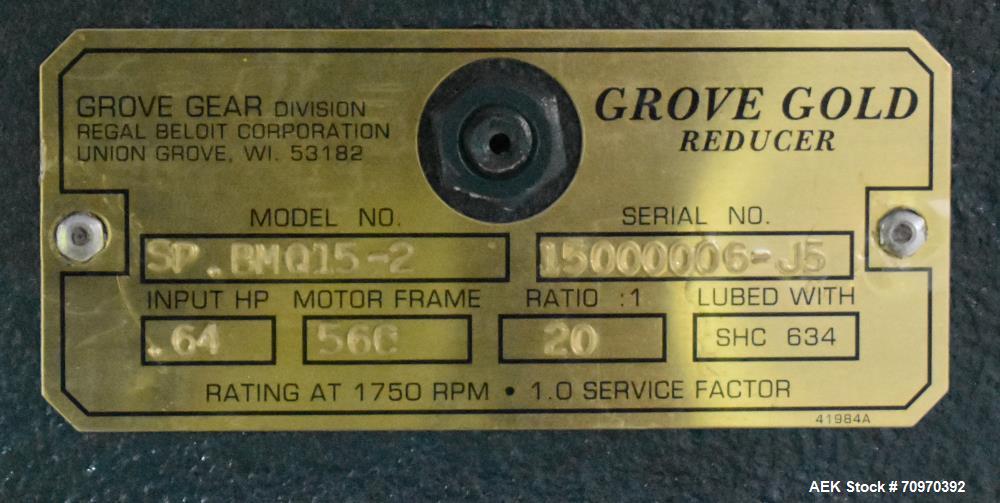 GROVE GEAR DIVISION
REGAL BELOIT CORPORATION
UNION GROVE, WI. 53182
GROVE GOLD
REDUCER
MODEL NO.
SERIAL NO.
SP.BMQ15-2
15000006-J5
INPUT HP MOTOR FRAME RATIO :1 LUBED WITH
.64 56C 20 SHC 634
RATING AT 1750 RPM • 1.0 SERVICE FACTOR
41984A
AEK Stock # 70970392